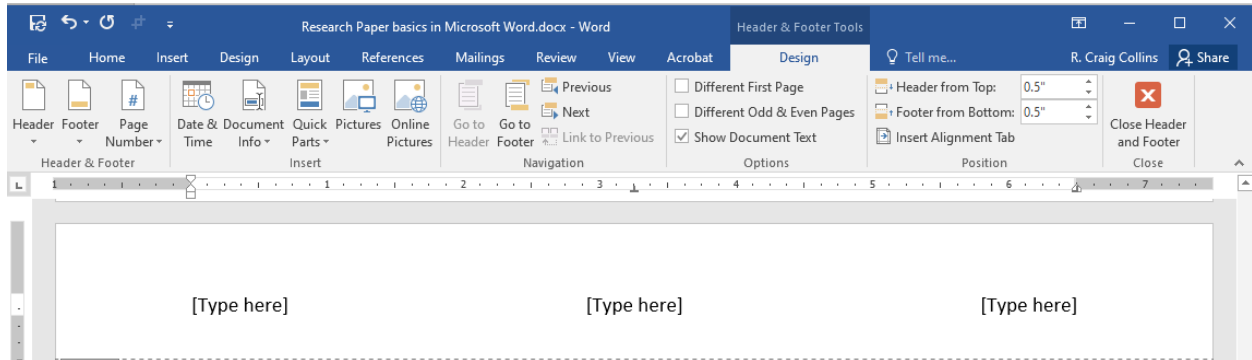 Research Paper basics in Microsoft Word.docx - Word
Header & Footer Tools
File Home Insert Design Layout References Mailings Review View Acrobat Design Tell me... R. Craig Collins Share
Header Footer Page Number
Header & Footer
Date & Time Document Info Quick Parts Pictures Online Pictures
Insert
Go to Header Go to Footer
Previous
Next
Link to Previous
Navigation
Different First Page
Different Odd & Even Pages
Show Document Text
Options
Header from Top: 0.5"
Footer from Bottom: 0.5"
Insert Alignment Tab
Position
Close Header and Footer
Close
1 1 2 3 4 5 6 7
[Type here] [Type here] [Type here]